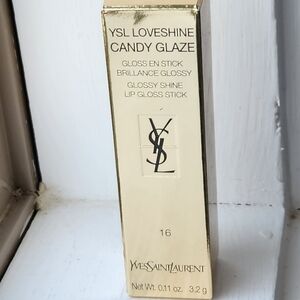 YSL LOVESHINE
CANDY GLAZE
GLOSS EN STICK
BRILLANCE GLOSSY
GLOSSY SHINE
LIP GLOSS STICK
YSL
16
YVESSAINTLAURENT
Net Wt. 0.11 oz. 3.2 g